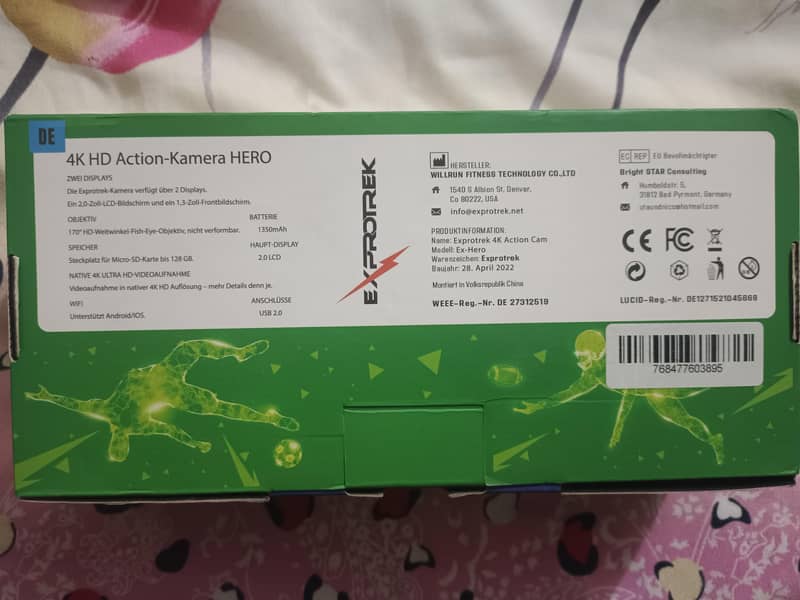 DE
4K HD Action-Kamera HERO
ZWEI DISPLAYS
Die Exprotrek-Kamera verfügt über 2 Displays.
Ein 2,0-Zoll-LCD-Bildschirm und ein 1,3-Zoll-Frontbildschirm.
OBJEKTIV
170° HD-Weitwinkel-Fish-Eye-Objektiv, nicht verformbar.
BATTERIE
1350mAh
SPEICHER
Steckplatz für Micro-SD-Karte bis 128 GB.
HAUPT-DISPLAY
2.0 LCD
NATIVE 4K ULTRA HD-VIDEOAUFNAHME
Videoaufnahme in nativer 4K HD Auflösung – mehr Details denn je.
WIFI
Unterstützt Android/IOS.
ANSCHLÜSSE
USB 2.0
EXPROTREK
HERSTELLER:
WILLRUN FITNESS TECHNOLOGY CO.,LTD
1540 S Albion St, Denver,
Co 80222, USA
info@exprotrek.net
PRODUKTINFORMATION:
Name: Exprotrek 4K Action Cam
Modell: Ex-Hero
Warenzeichen: Exprotrek
Baujahr: 28. April 2022
Montiert in Volksrepublik China
WEEE-Reg.-Nr. DE 27312519
EC REP EU Bevollmächtigter
Bright STAR Consulting
Humboldstr. 5,
31812 Bad Pyrmont, Germany
CE FC
LUCID-Reg.-Nr. DE1271521045869
768477603895